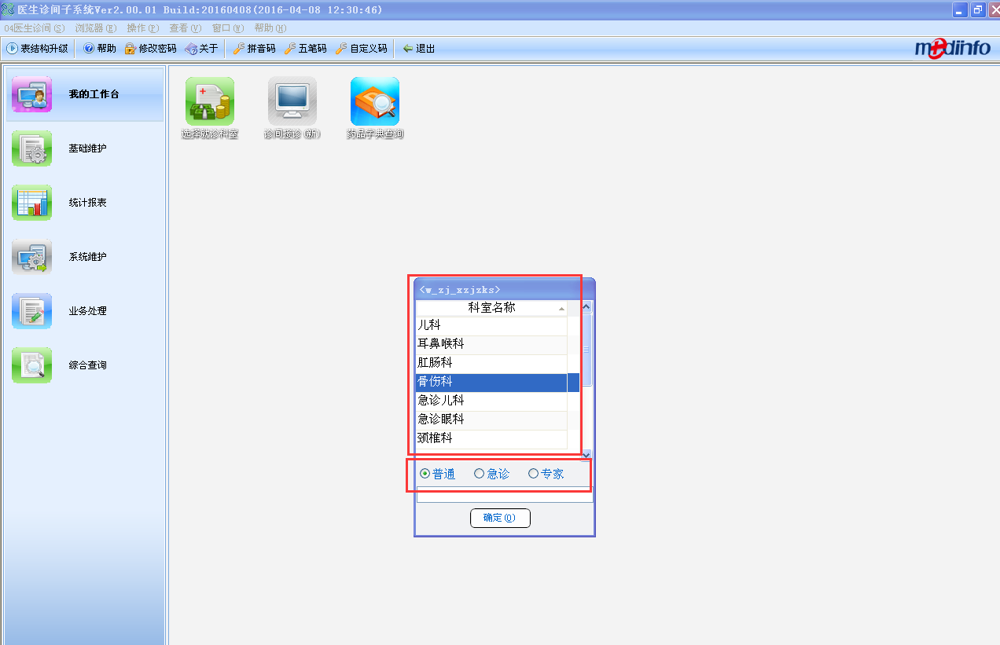 医生诊间子系统Ver2.00.01 Build:20160408(2016-04-08 12:30:46)
04医生诊间(S) 浏览器(E) 操作(P) 查看(V) 窗口(W) 帮助(H)
表结构升级 帮助 修改密码 关于 拼音码 五笔码 自定义码 退出
medinfo
我的工作台
基础维护
统计报表
系统维护
业务处理
综合查询
选择就诊科室 诊间接诊(新) 药品字典查询
<w_zj_xzjzks>
科室名称
儿科
耳鼻喉科
肛肠科
骨伤科
急诊儿科
急诊眼科
颈椎科
普通 急诊 专家
确定(O)